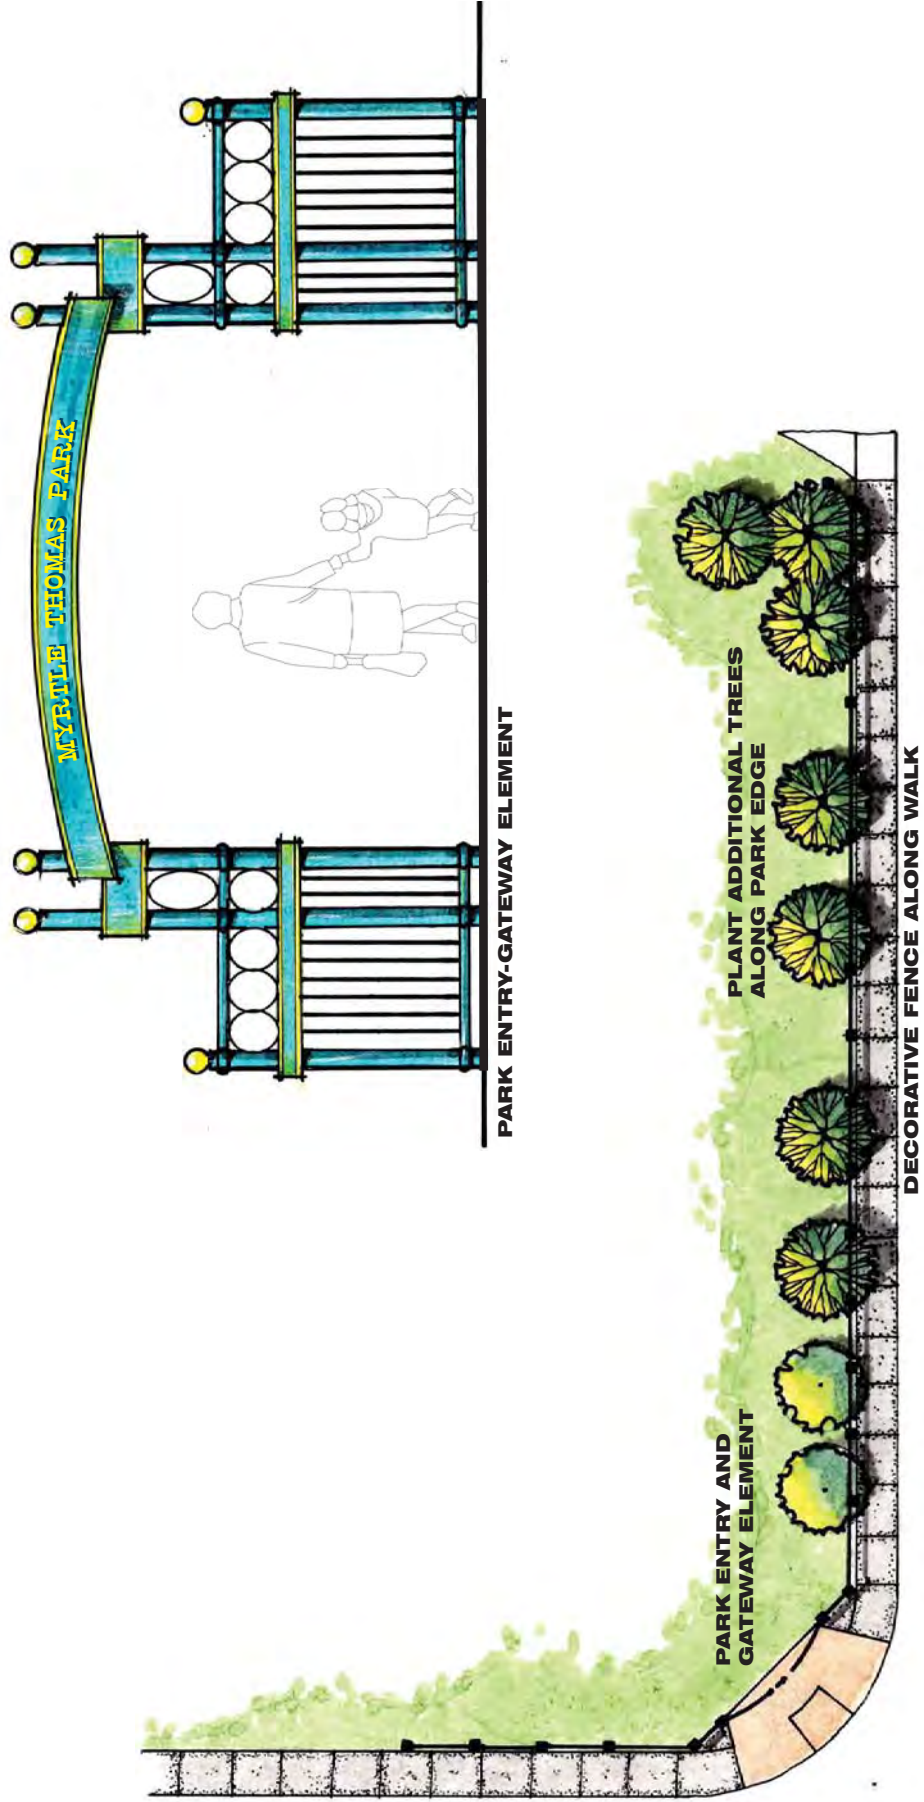 MYRTLE THOMAS PARK
PARK ENTRY-GATEWAY ELEMENT
PARK ENTRY AND
GATEWAY ELEMENT
PLANT ADDITIONAL TREES
ALONG PARK EDGE
DECORATIVE FENCE ALONG WALK